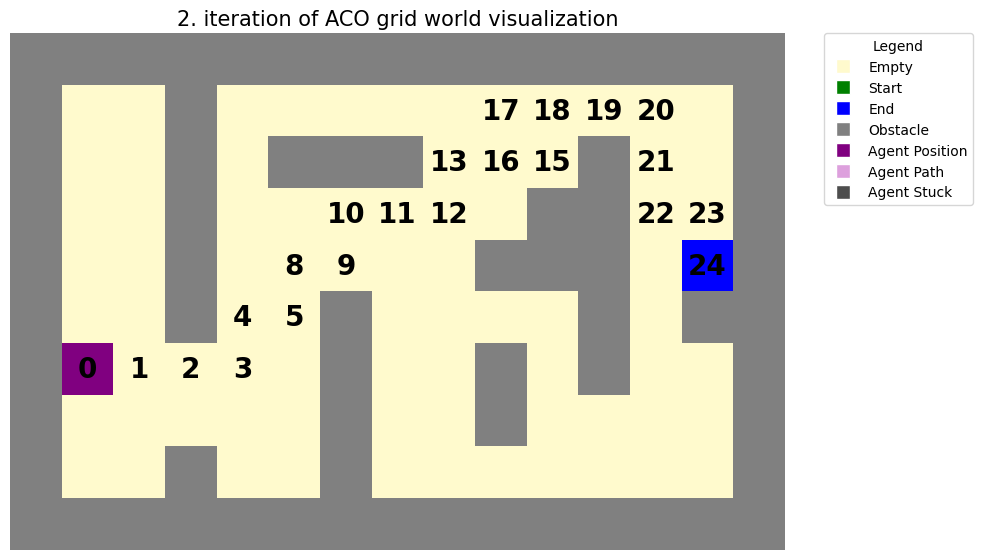 2. iteration of ACO grid world visualization
Legend
Empty
Start
End
Obstacle
Agent Position
Agent Path
Agent Stuck
17 18 19 20
13 16 15 21
10 11 12 22 23
8 9 24
4 5
0 1 2 3